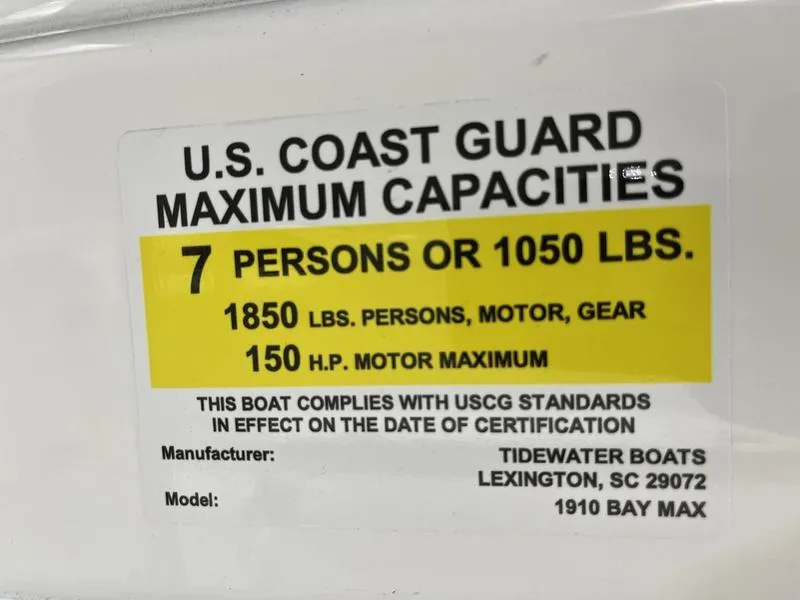 U.S. COAST GUARD
MAXIMUM CAPACITIES
7 PERSONS OR 1050 LBS.
1850 LBS. PERSONS, MOTOR, GEAR
150 H.P. MOTOR MAXIMUM
THIS BOAT COMPLIES WITH USCG STANDARDS
IN EFFECT ON THE DATE OF CERTIFICATION
Manufacturer: TIDEWATER BOATS
LEXINGTON, SC 29072
Model: 1910 BAY MAX